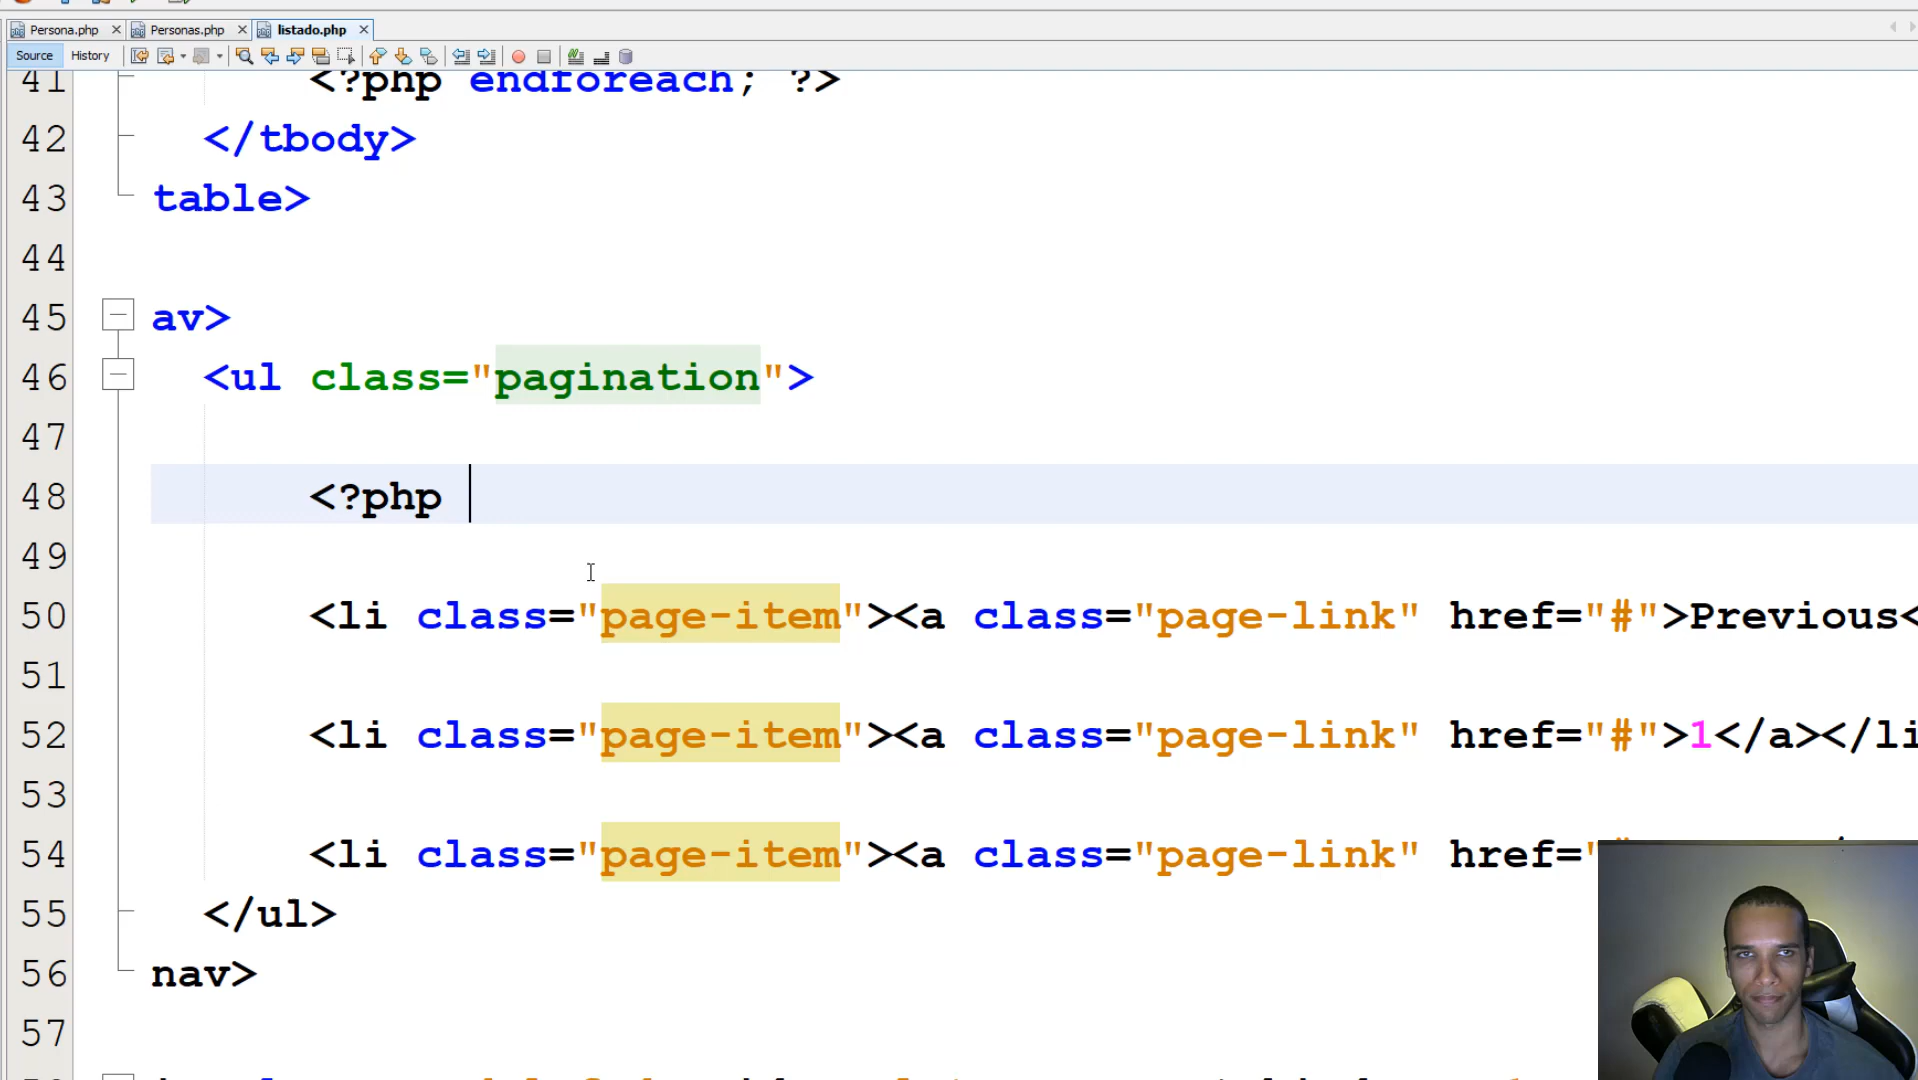 Persona.php Personas.php listado.php
Source History
41 <?php endforeach; ?>
42 </tbody>
43 table>
44
45 av>
46 <ul class="pagination">
47
48 <?php
49
50 <li class="page-item"><a class="page-link" href="#">Previous<
51
52 <li class="page-item"><a class="page-link" href="#">1</a></li
53
54 <li class="page-item"><a class="page-link" href="
55 </ul>
56 nav>
57